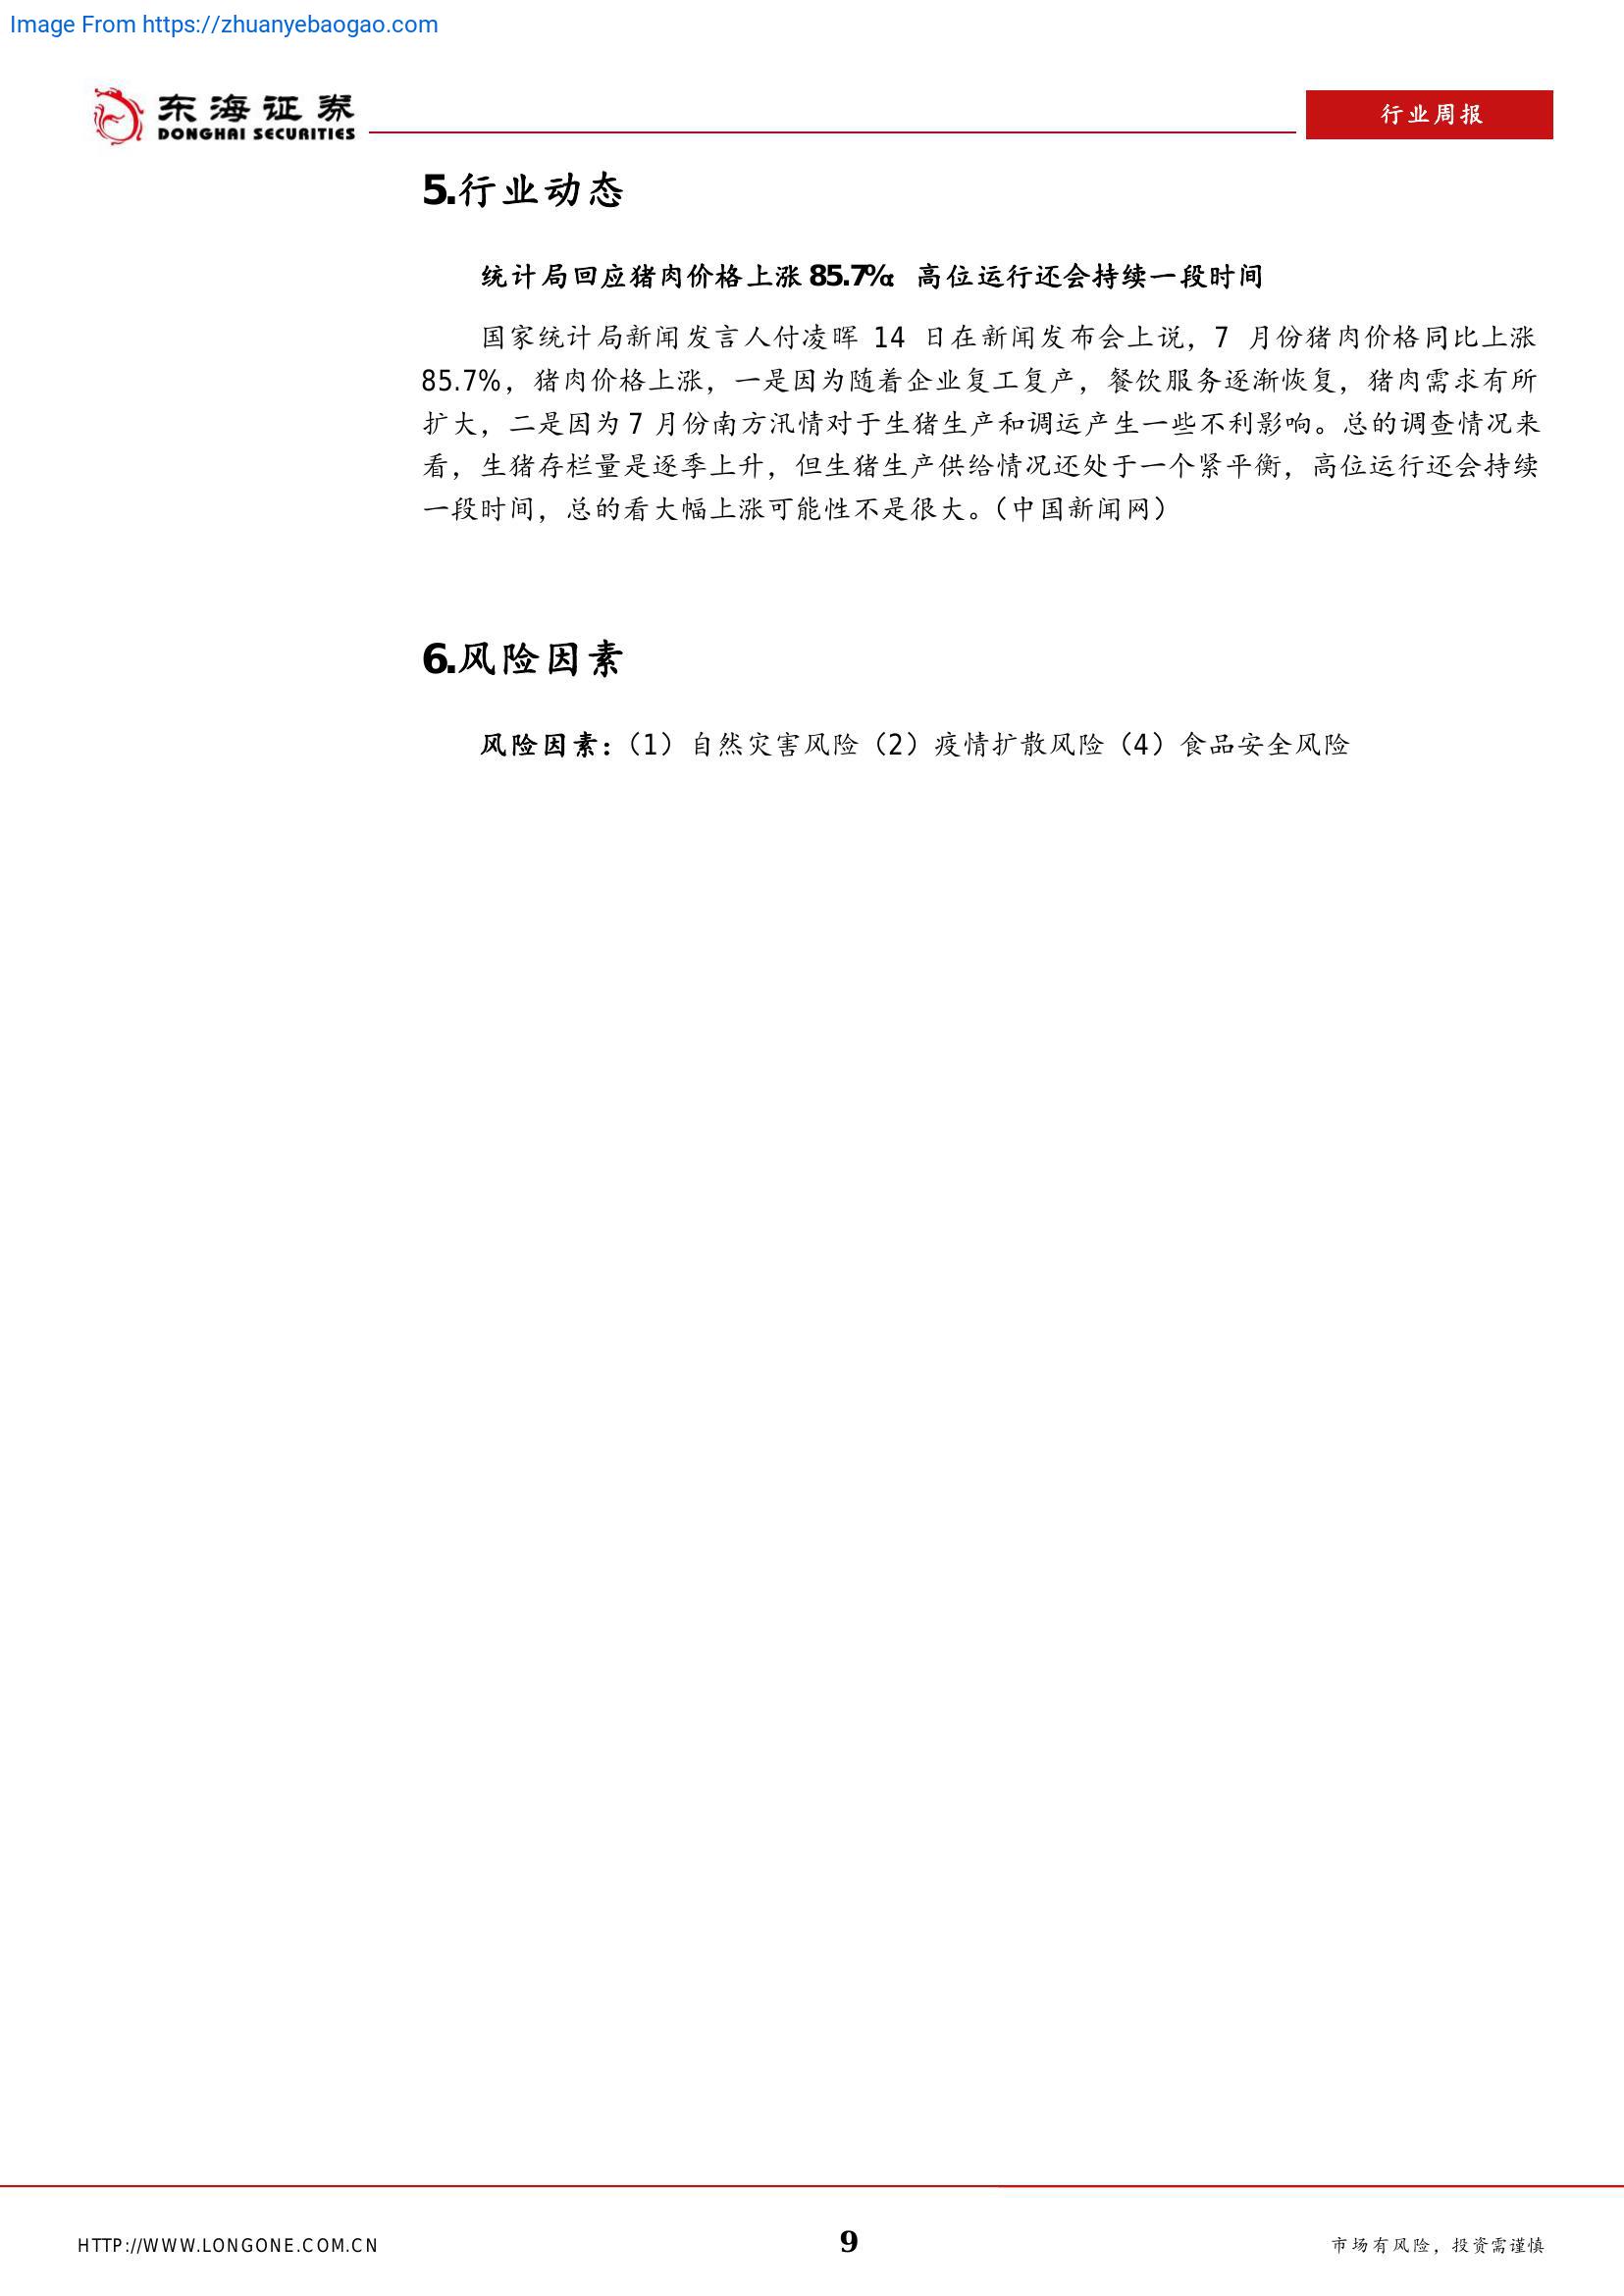 Image From https://zhuanyebaogao.com
东海证券
DONGHAI SECURITIES
行业周报
5.行业动态
统计局回应猪肉价格上涨 85.7%：高位运行还会持续一段时间
国家统计局新闻发言人付凌晖 14 日在新闻发布会上说，7 月份猪肉价格同比上涨
85.7%，猪肉价格上涨，一是因为随着企业复工复产，餐饮服务逐渐恢复，猪肉需求有所
扩大，二是因为 7 月份南方汛情对于生猪生产和调运产生一些不利影响。总的调查情况来
看，生猪存栏量是逐季上升，但生猪生产供给情况还处于一个紧平衡，高位运行还会持续
一段时间，总的看大幅上涨可能性不是很大。（中国新闻网）
6.风险因素
风险因素：（1）自然灾害风险（2）疫情扩散风险（4）食品安全风险
HTTP://WWW.LONGONE.COM.CN
9
市场有风险，投资需谨慎